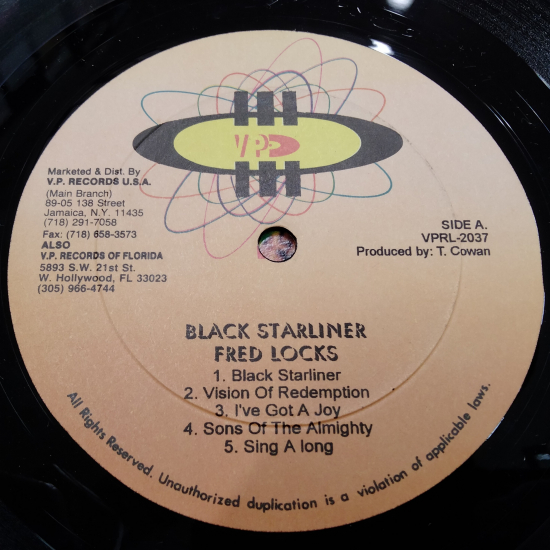 VP
Marketed & Dist. By
V.P. RECORDS U.S.A.
(Main Branch)
89-05 138 Street
Jamaica, N.Y. 11435
(718) 291-7058
Fax: (718) 658-3573
ALSO
V.P. RECORDS OF FLORIDA
5893 S.W. 21st St.
W. Hollywood, FL 33023
(305) 966-4744
SIDE A.
VPRL-2037
Produced by: T. Cowan
BLACK STARLINER
FRED LOCKS
1. Black Starliner
2. Vision Of Redemption
3. I've Got A Joy
4. Sons Of The Almighty
5. Sing A long
All Rights Reserved. Unauthorized duplication is a violation of applicable laws.